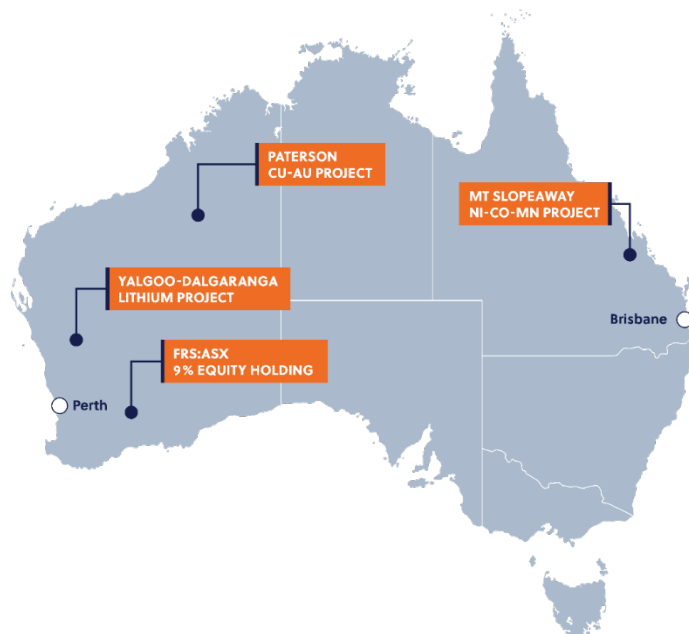 PATERSON
CU-AU PROJECT
MT SLOPEAWAY
NI-CO-MN PROJECT
YALGOO-DALGARANGA
LITHIUM PROJECT
Brisbane
FRS:ASX
9% EQUITY HOLDING
Perth